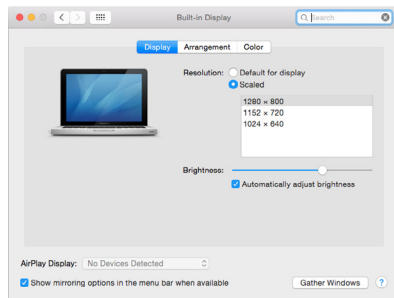 Built-in Display
Search
Display Arrangement Color
Resolution: Default for display
Scaled
1280 × 800
1152 × 720
1024 × 640
Brightness:
Automatically adjust brightness
AirPlay Display: No Devices Detected
Show mirroring options in the menu bar when available
Gather Windows ?